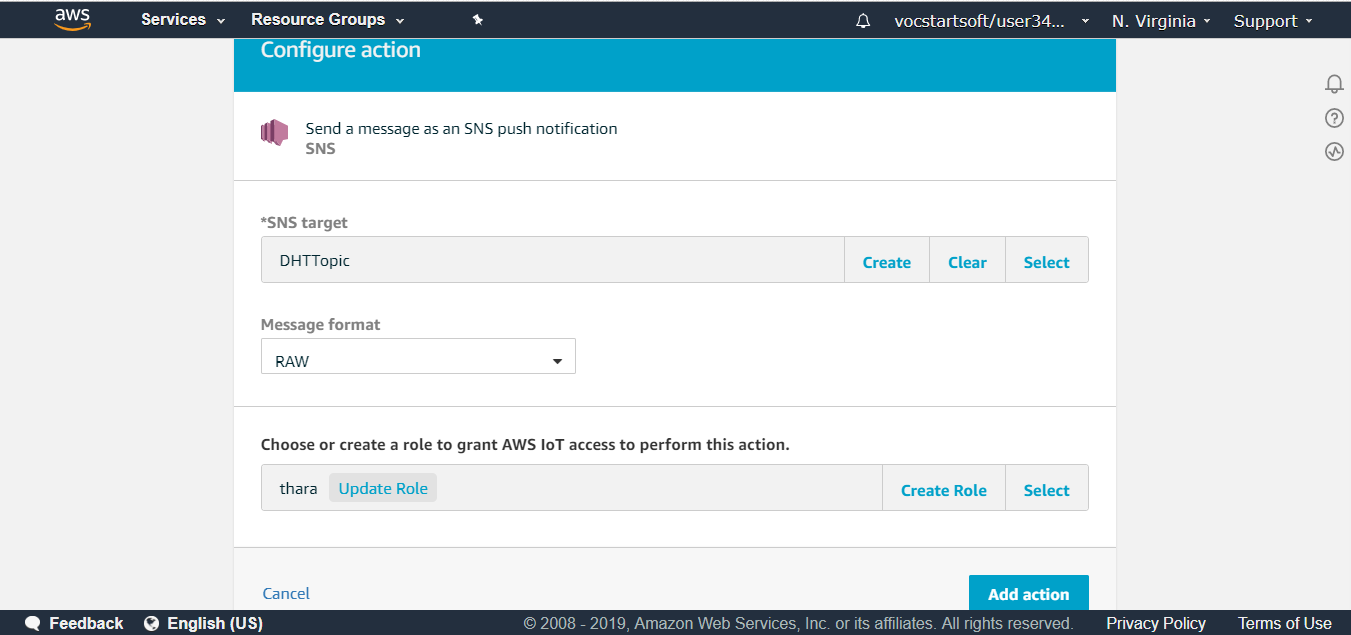 aws Services Resource Groups vocstartsoft/user34... N. Virginia Support
Configure action
Send a message as an SNS push notification
SNS
*SNS target
DHTTopic Create Clear Select
Message format
RAW
Choose or create a role to grant AWS IoT access to perform this action.
thara Update Role Create Role Select
Cancel Add action
Feedback English (US) © 2008 - 2019, Amazon Web Services, Inc. or its affiliates. All rights reserved. Privacy Policy Terms of Use